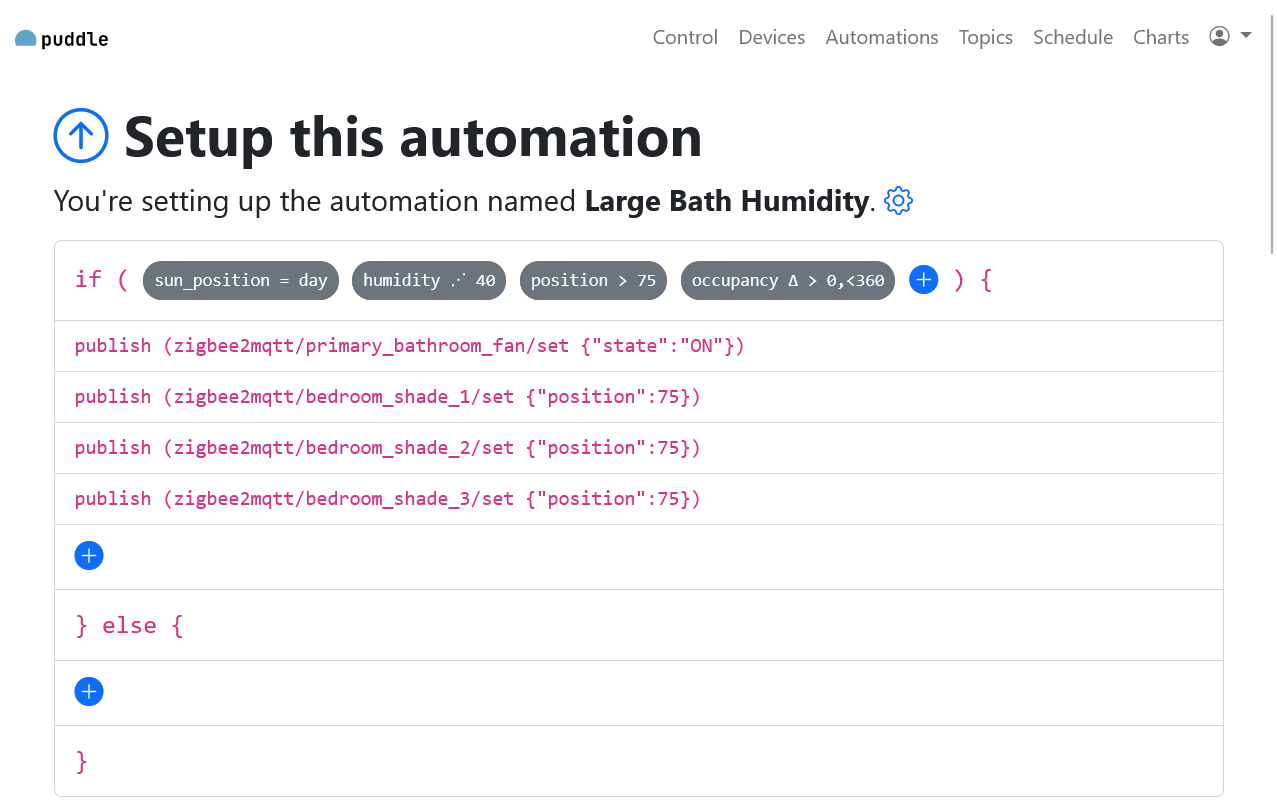 puddle
Control Devices Automations Topics Schedule Charts
Setup this automation
You're setting up the automation named Large Bath Humidity.
if ( sun_position = day humidity ⋰ 40 position > 75 occupancy Δ > 0,<360 ) {
publish (zigbee2mqtt/primary_bathroom_fan/set {"state":"ON"})
publish (zigbee2mqtt/bedroom_shade_1/set {"position":75})
publish (zigbee2mqtt/bedroom_shade_2/set {"position":75})
publish (zigbee2mqtt/bedroom_shade_3/set {"position":75})
} else {
}